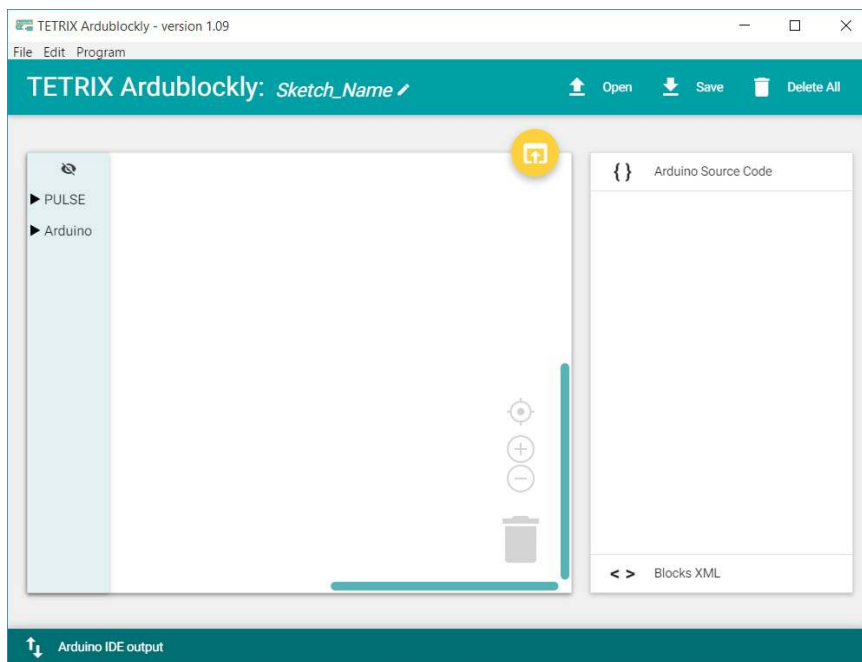 TETRIX Ardublockly - version 1.09
File Edit Program
TETRIX Ardublockly: Sketch_Name
Open Save Delete All
{ } Arduino Source Code
PULSE
Arduino
< > Blocks XML
Arduino IDE output